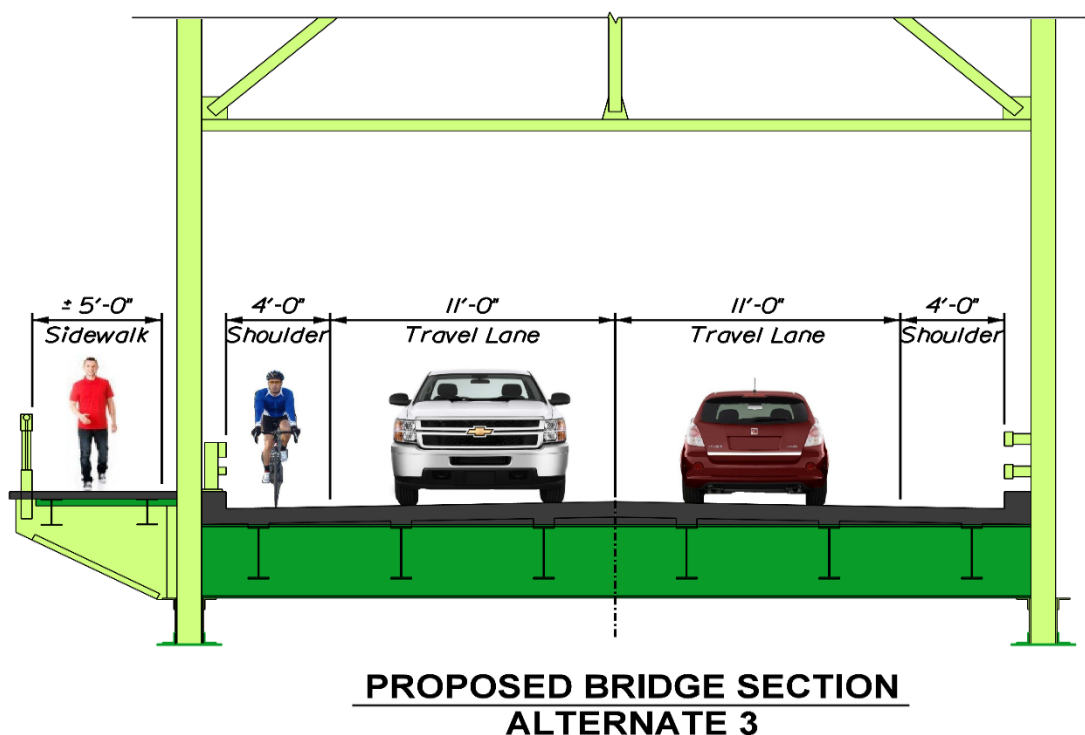 ± 5'-0" 4'-0" 11'-0" 11'-0" 4'-0"
Sidewalk Shoulder Travel Lane Travel Lane Shoulder
PROPOSED BRIDGE SECTION
ALTERNATE 3